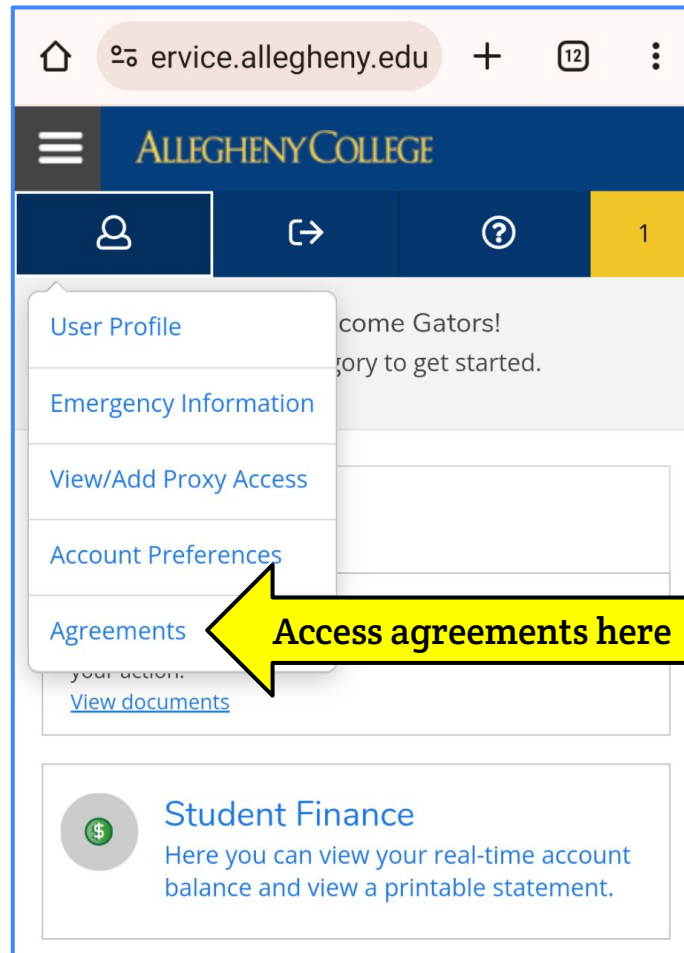 ervice.allegheny.edu
12
ALLEGHENY COLLEGE
1
come Gators!
gory to get started.
User Profile
Emergency Information
View/Add Proxy Access
Account Preferences
Agreements
Access agreements here
your action.
View documents
$
Student Finance
Here you can view your real-time account
balance and view a printable statement.